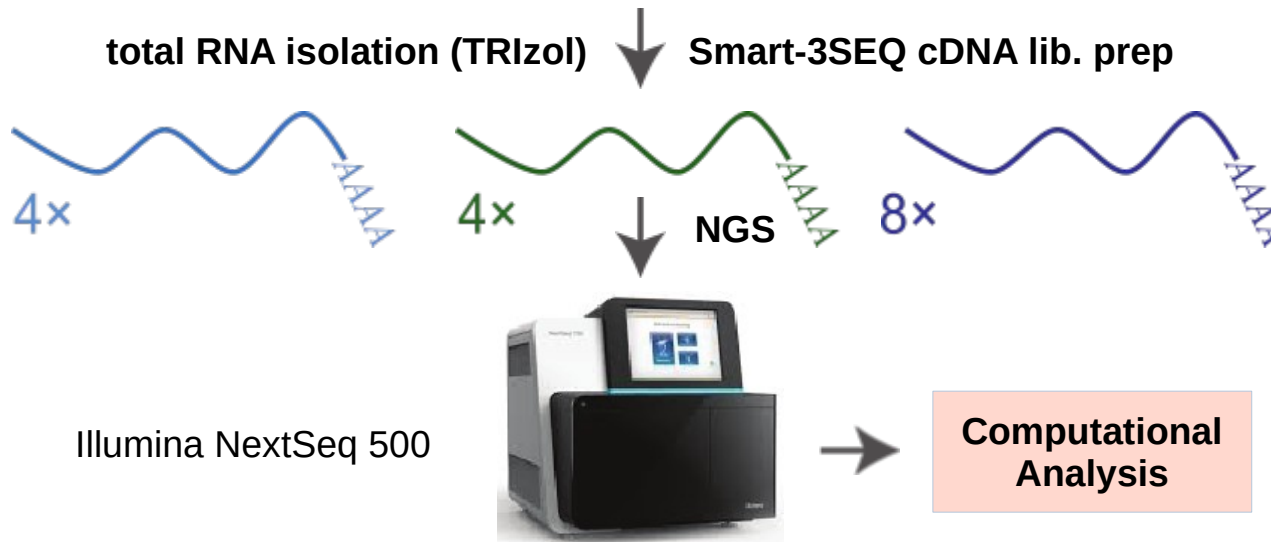 total RNA isolation (TRIzol)
Smart-3SEQ cDNA lib. prep
AAAA
AAAA
AAAA
4×
4×
8×
NGS
Illumina NextSeq 500
Computational
Analysis